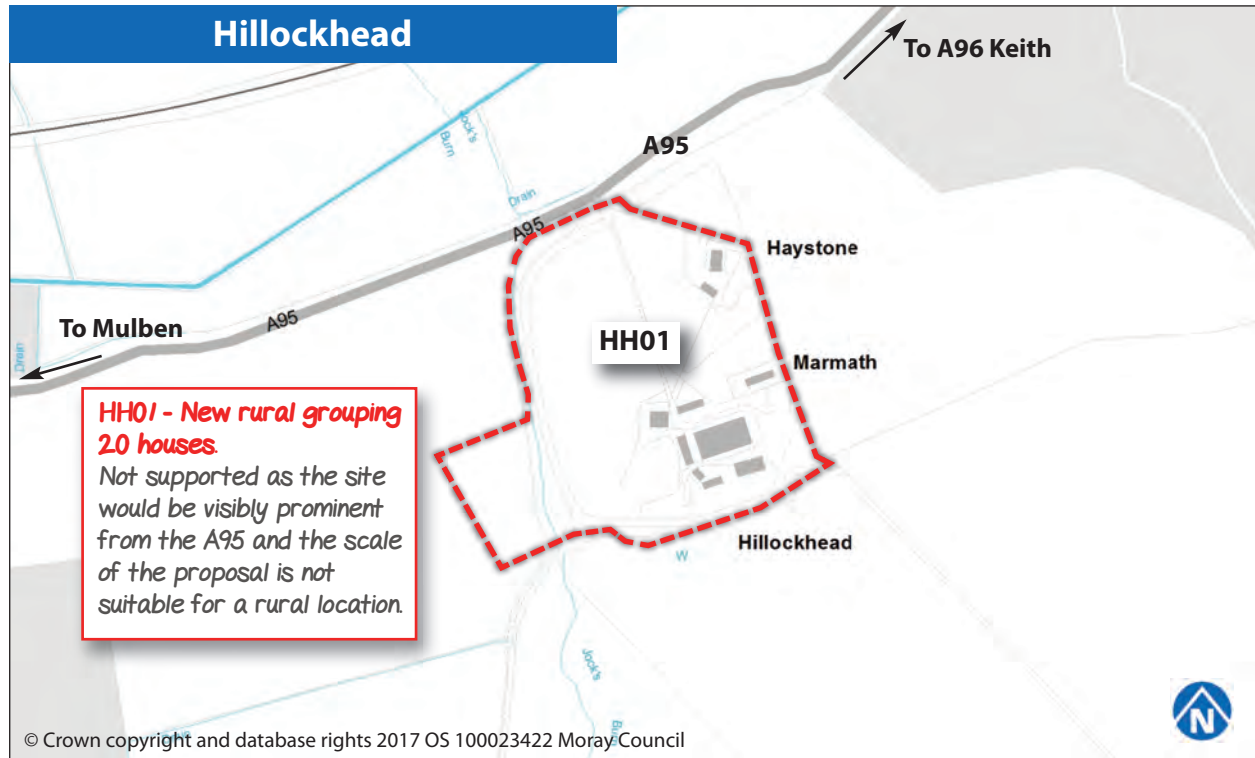 Hillockhead
To A96 Keith
Jock's
Burn
A95
Drain
A95
Haystone
To Mulben
A95
HH01
Drain
Marmath
HH01 - New rural grouping
20 houses.
Not supported as the site
would be visibly prominent
from the A95 and the scale
of the proposal is not
suitable for a rural location.
Hillockhead
W
Jock's
Burn
N
© Crown copyright and database rights 2017 OS 100023422 Moray Council